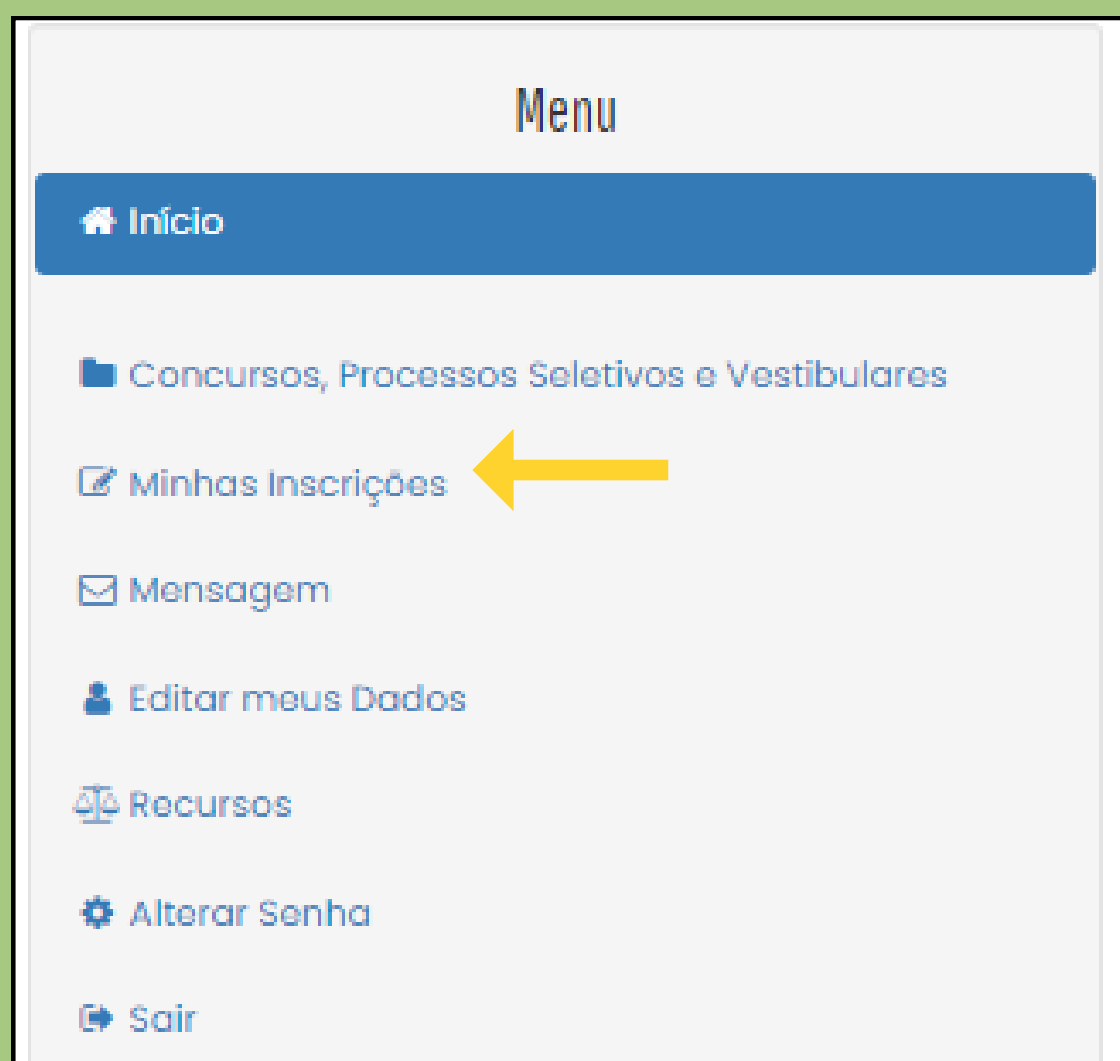 Menu
Início
Concursos, Processos Seletivos e Vestibulares
Minhas Inscrições
Mensagem
Editar meus Dados
Recursos
Alterar Senha
Sair